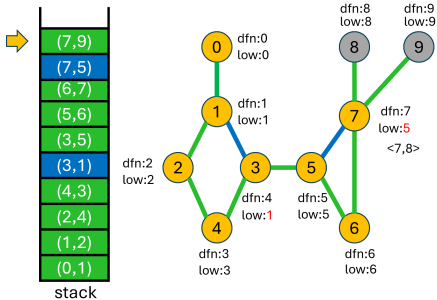 (7,9)
(7,5)
(6,7)
(5,6)
(3,5)
(3,1)
(4,3)
(2,4)
(1,2)
(0,1)
stack
0
dfn:0
low:0
1
dfn:1
low:1
2
dfn:2
low:2
3
dfn:4
low:1
4
dfn:3
low:3
5
dfn:5
low:5
6
dfn:6
low:6
7
dfn:7
low:5
<7,8>
8
dfn:8
low:8
9
dfn:9
low:9